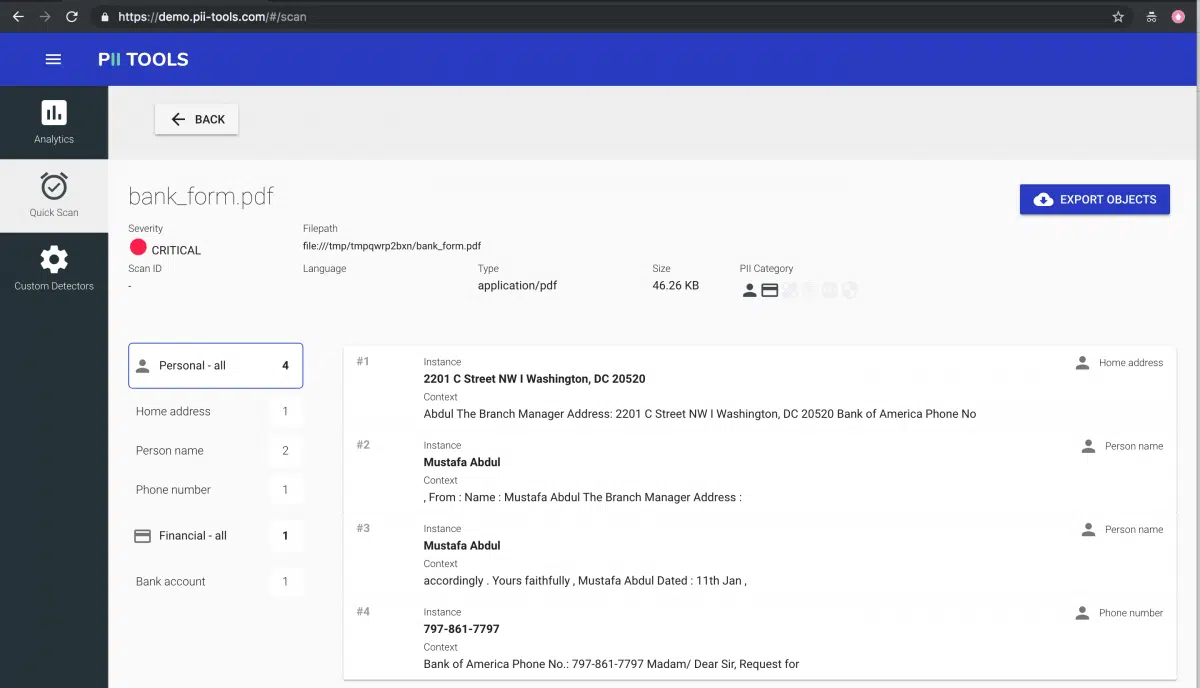 https://demo.pii-tools.com/#/scan
PII TOOLS
Analytics
Quick Scan
Custom Detectors
BACK
bank_form.pdf
EXPORT OBJECTS
Severity
CRITICAL
Filepath
file:///tmp/tmpqwrp2bxn/bank_form.pdf
Scan ID
-
Language
Type
application/pdf
Size
46.26 KB
PII Category
Personal - all 4
Home address 1
Person name 2
Phone number 1
Financial - all 1
Bank account 1
#1 Instance Home address
2201 C Street NW I Washington, DC 20520
Context
Abdul The Branch Manager Address: 2201 C Street NW I Washington, DC 20520 Bank of America Phone No
#2 Instance Person name
Mustafa Abdul
Context
, From : Name : Mustafa Abdul The Branch Manager Address :
#3 Instance Person name
Mustafa Abdul
Context
accordingly . Yours faithfully , Mustafa Abdul Dated : 11th Jan ,
#4 Instance Phone number
797-861-7797
Context
Bank of America Phone No.: 797-861-7797 Madam/ Dear Sir, Request for